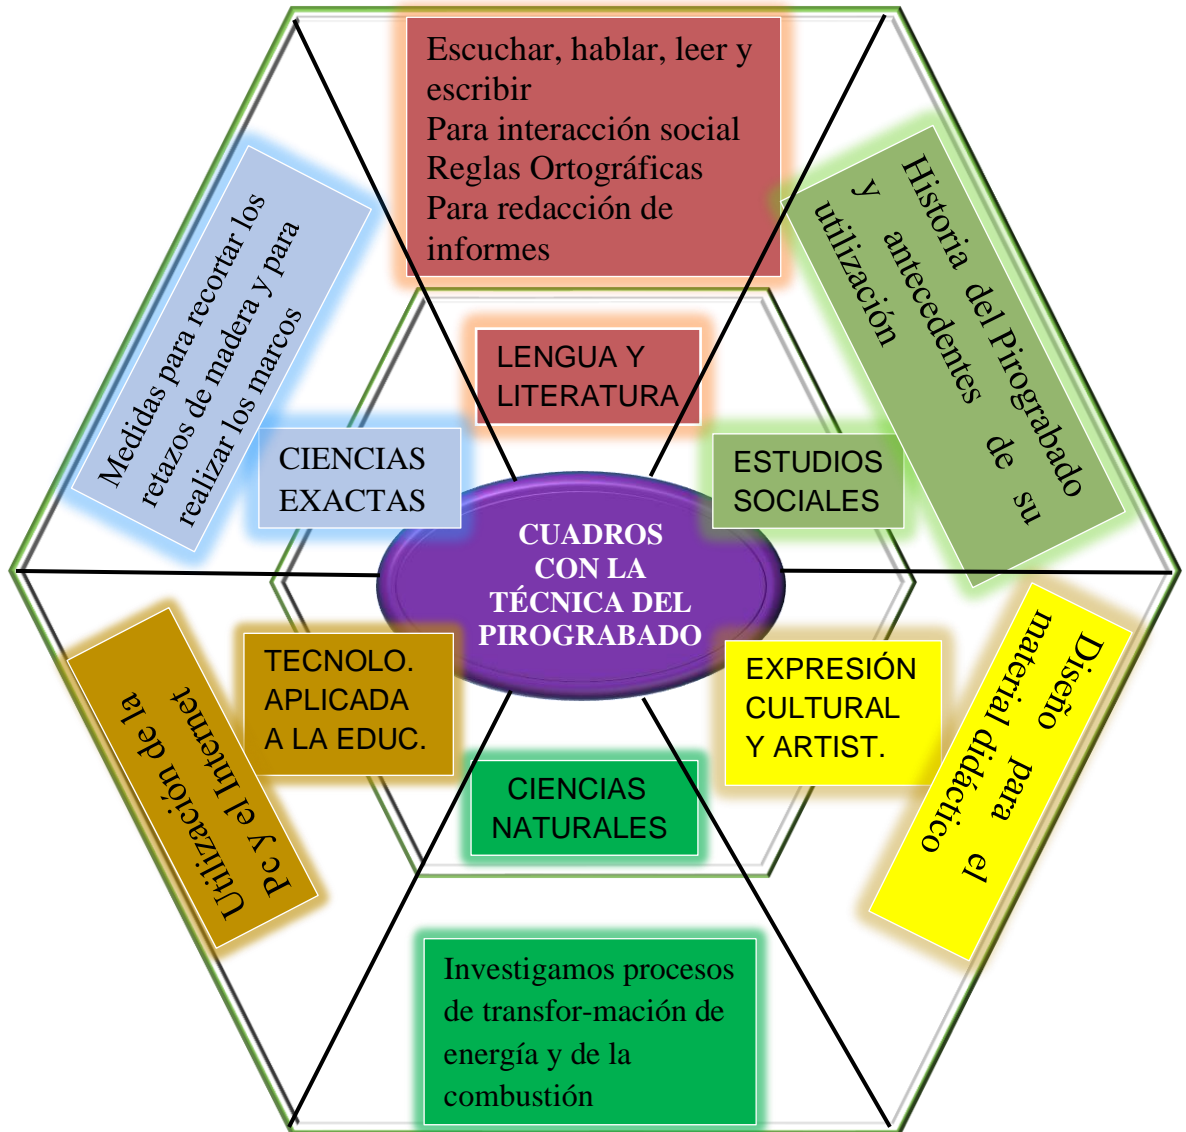 Escuchar, hablar, leer y
escribir
Para interacción social
Reglas Ortográficas
Para redacción de
informes
LENGUA Y
LITERATURA
Medidas para recortar los
retazos de madera y para
realizar los marcos
CIENCIAS
EXACTAS
Historia del Pirograbado
y antecedentes de su
utilización
ESTUDIOS
SOCIALES
CUADROS
CON LA
TÉCNICA DEL
PIROGRABADO
TECNOLO.
APLICADA
A LA EDUC.
Utilización de la
Pc y el Internet
EXPRESIÓN
CULTURAL
Y ARTIST.
Diseño para el
material didáctico
CIENCIAS
NATURALES
Investigamos procesos
de transfor-mación de
energía y de la
combustión